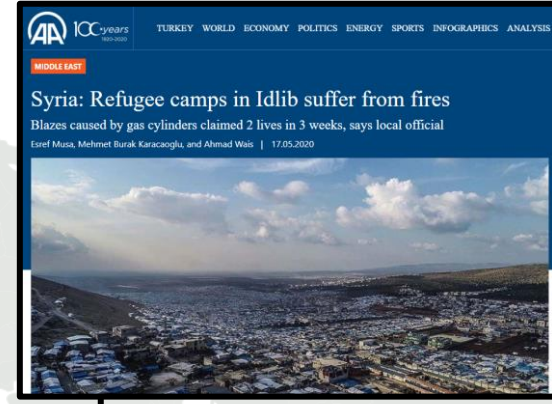 AA 100 years
1920-2020
TURKEY WORLD ECONOMY POLITICS ENERGY SPORTS INFOGRAPHICS ANALYSIS
MIDDLE EAST
Syria: Refugee camps in Idlib suffer from fires
Blazes caused by gas cylinders claimed 2 lives in 3 weeks, says local official
Esref Musa, Mehmet Burak Karacaoglu, and Ahmad Wais | 17.05.2020